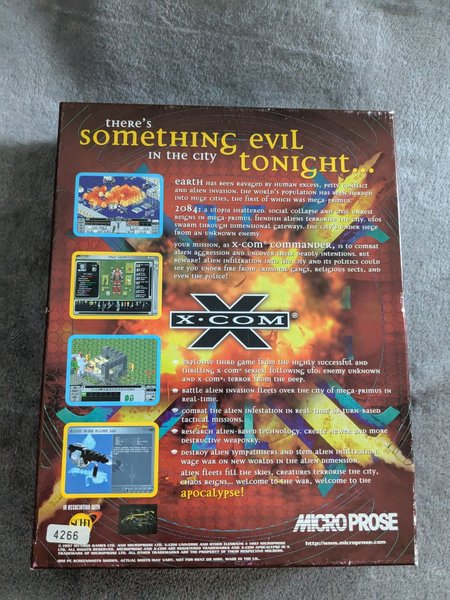 THERE'S
SOMETHING EVIL
IN THE CITY
TONIGHT...
EARTH HAS BEEN RAVAGED BY HUMAN EXCESS, PETTY CONFLICT
AND ALIEN INVASION. THE WORLD'S POPULATION HAS BEEN HERDED
INTO HUGE CITIES, THE FIRST OF WHICH WAS MEGA-PRIMUS.
2084: A UTOPIA SHATTERED. SOCIAL COLLAPSE AND CIVIL UNREST
REIGNS IN MEGA-PRIMUS. FIENDISH ALIENS TERRORISE THE CITY. UFOS
SWARM THROUGH DIMENSIONAL GATEWAYS. THE CITY'S UNDER SIEGE
FROM AN UNKNOWN ENEMY.
YOUR MISSION, AS X-COM COMMANDER, IS TO COMBAT
ALIEN AGGRESSION AND UNCOVER THEIR DEADLY INTENTIONS. BUT
BEWARE! ALIEN INFILTRATION INTO THE CITY AND ITS POLITICS COULD
SEE YOU UNDER FIRE FROM CRIMINAL GANGS, RELIGIOUS SECTS, AND
EVEN THE POLICE!
X
X·COM®
EXPLOSIVE THIRD GAME FROM THE HIGHLY SUCCESSFUL AND
THRILLING X-COM SERIES, FOLLOWING UFO: ENEMY UNKNOWN
AND X-COM: TERROR FROM THE DEEP.
BATTLE ALIEN INVASION FLEETS OVER THE CITY OF MEGA-PRIMUS IN
REAL-TIME.
COMBAT THE ALIEN INFESTATION IN REAL-TIME OR TURN-BASED
TACTICAL MISSIONS.
RESEARCH ALIEN-BASED TECHNOLOGY, CREATE NEWER AND MORE
DESTRUCTIVE WEAPONRY.
DESTROY ALIEN SYMPATHISERS AND STEM ALIEN INFILTRATION,
WAGE WAR ON NEW WORLDS IN THE ALIEN DIMENSION.
ALIEN FLEETS FILL THE SKIES, CREATURES TERRORISE THE CITY,
CHAOS REIGNS... WELCOME TO THE WAR, WELCOME TO THE
APOCALYPSE!
IN ASSOCIATION WITH
4266
MICROPROSE
http://www.microprose.com